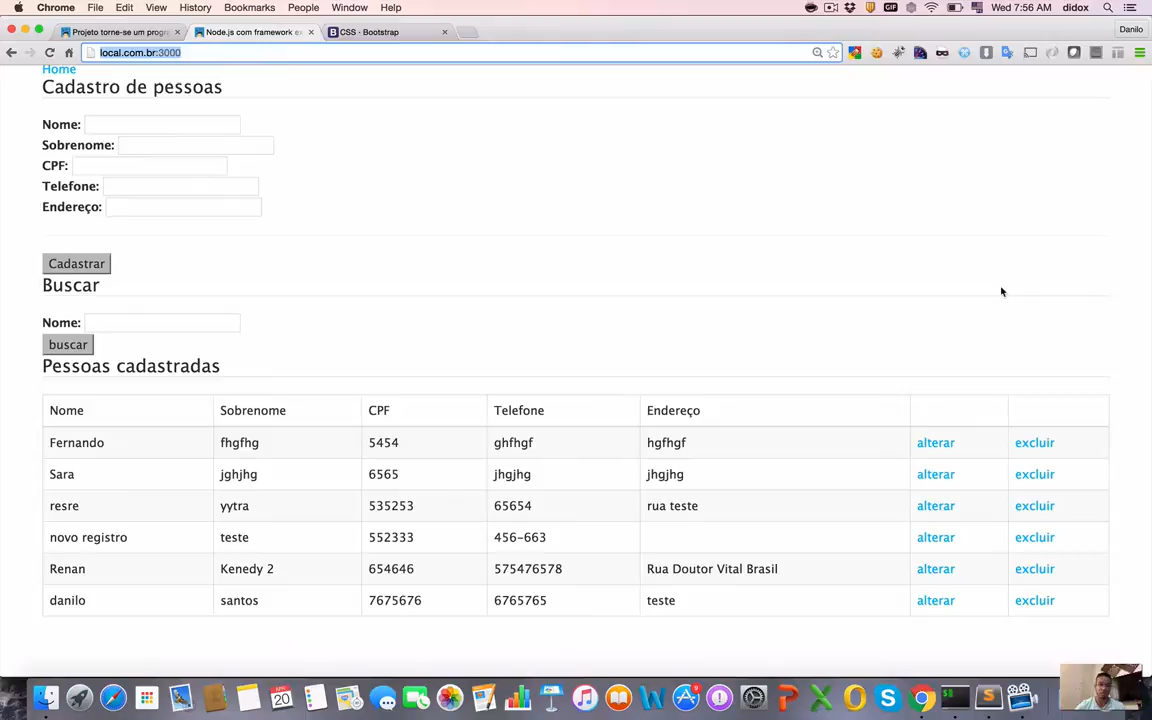 Chrome File Edit View History Bookmarks People Window Help GIF Wed 7:56 AM didox
Projeto torne-se um progr × Node.js com framework e × B CSS · Bootstrap × Danilo
local.com.br:3000
Home
Cadastro de pessoas
Nome:
Sobrenome:
CPF:
Telefone:
Endereço:
Cadastrar
Buscar
Nome:
buscar
Pessoas cadastradas
Nome Sobrenome CPF Telefone Endereço
Fernando fhgfhg 5454 ghfhgf hgfhgf alterar excluir
Sara jghjhg 6565 jhgjhg jhgjhg alterar excluir
resre yytra 535253 65654 rua teste alterar excluir
novo registro teste 552333 456-663 alterar excluir
Renan Kenedy 2 654646 575476578 Rua Doutor Vital Brasil alterar excluir
danilo santos 7675676 6765765 teste alterar excluir
20